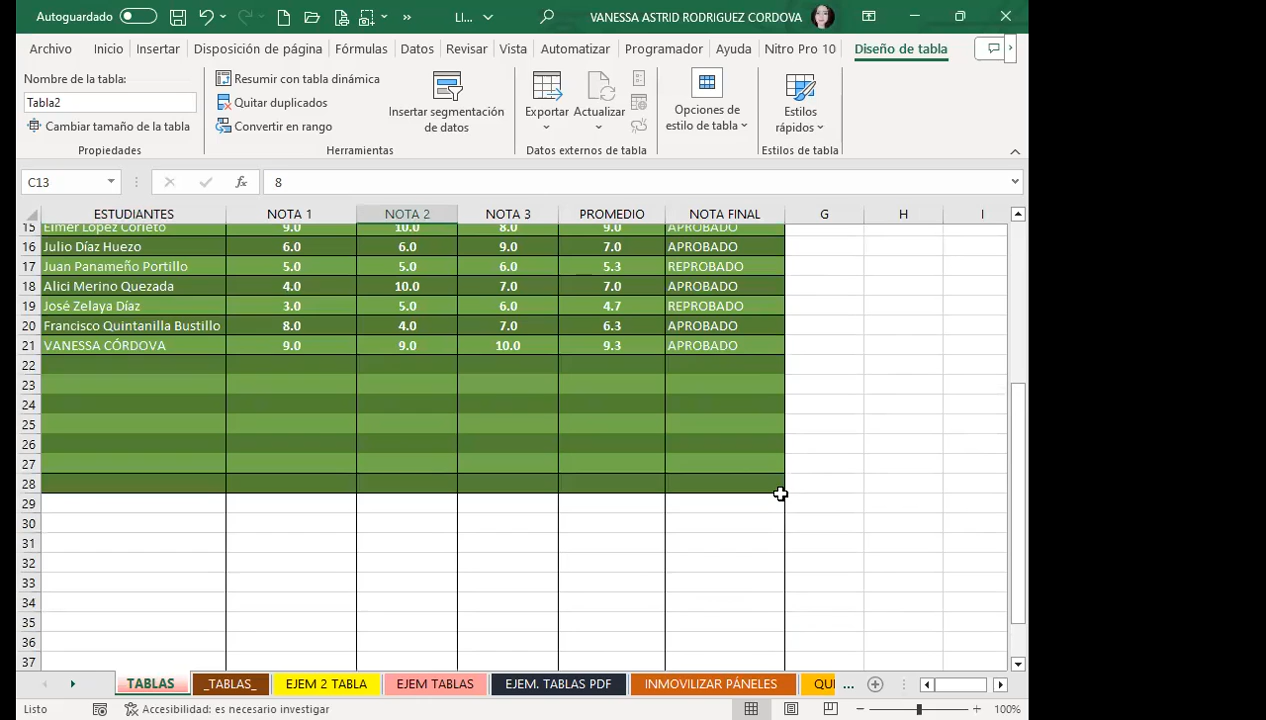 Autoguardado LI... VANESSA ASTRID RODRIGUEZ CORDOVA
Archivo Inicio Insertar Disposición de página Fórmulas Datos Revisar Vista Automatizar Programador Ayuda Nitro Pro 10 Diseño de tabla
Nombre de la tabla:
Tabla2
Cambiar tamaño de la tabla
Propiedades
Resumir con tabla dinámica
Quitar duplicados
Convertir en rango
Insertar segmentación
de datos
Herramientas
Exportar Actualizar
Datos externos de tabla
Opciones de
estilo de tabla
Estilos
rápidos
Estilos de tabla
C13 fx 8
ESTUDIANTES NOTA 1 NOTA 2 NOTA 3 PROMEDIO NOTA FINAL G H I
15 Elmer López Corleto 9.0 10.0 8.0 9.0 APROBADO
16 Julio Díaz Huezo 6.0 6.0 9.0 7.0 APROBADO
17 Juan Panameño Portillo 5.0 5.0 6.0 5.3 REPROBADO
18 Alici Merino Quezada 4.0 10.0 7.0 7.0 APROBADO
19 José Zelaya Díaz 3.0 5.0 6.0 4.7 REPROBADO
20 Francisco Quintanilla Bustillo 8.0 4.0 7.0 6.3 APROBADO
21 VANESSA CÓRDOVA 9.0 9.0 10.0 9.3 APROBADO
22
23
24
25
26
27
28
29
30
31
32
33
34
35
36
37
TABLAS _TABLAS_ EJEM 2 TABLA EJEM TABLAS EJEM. TABLAS PDF INMOVILIZAR PÁNELES QUI ...
Listo Accesibilidad: es necesario investigar 100%